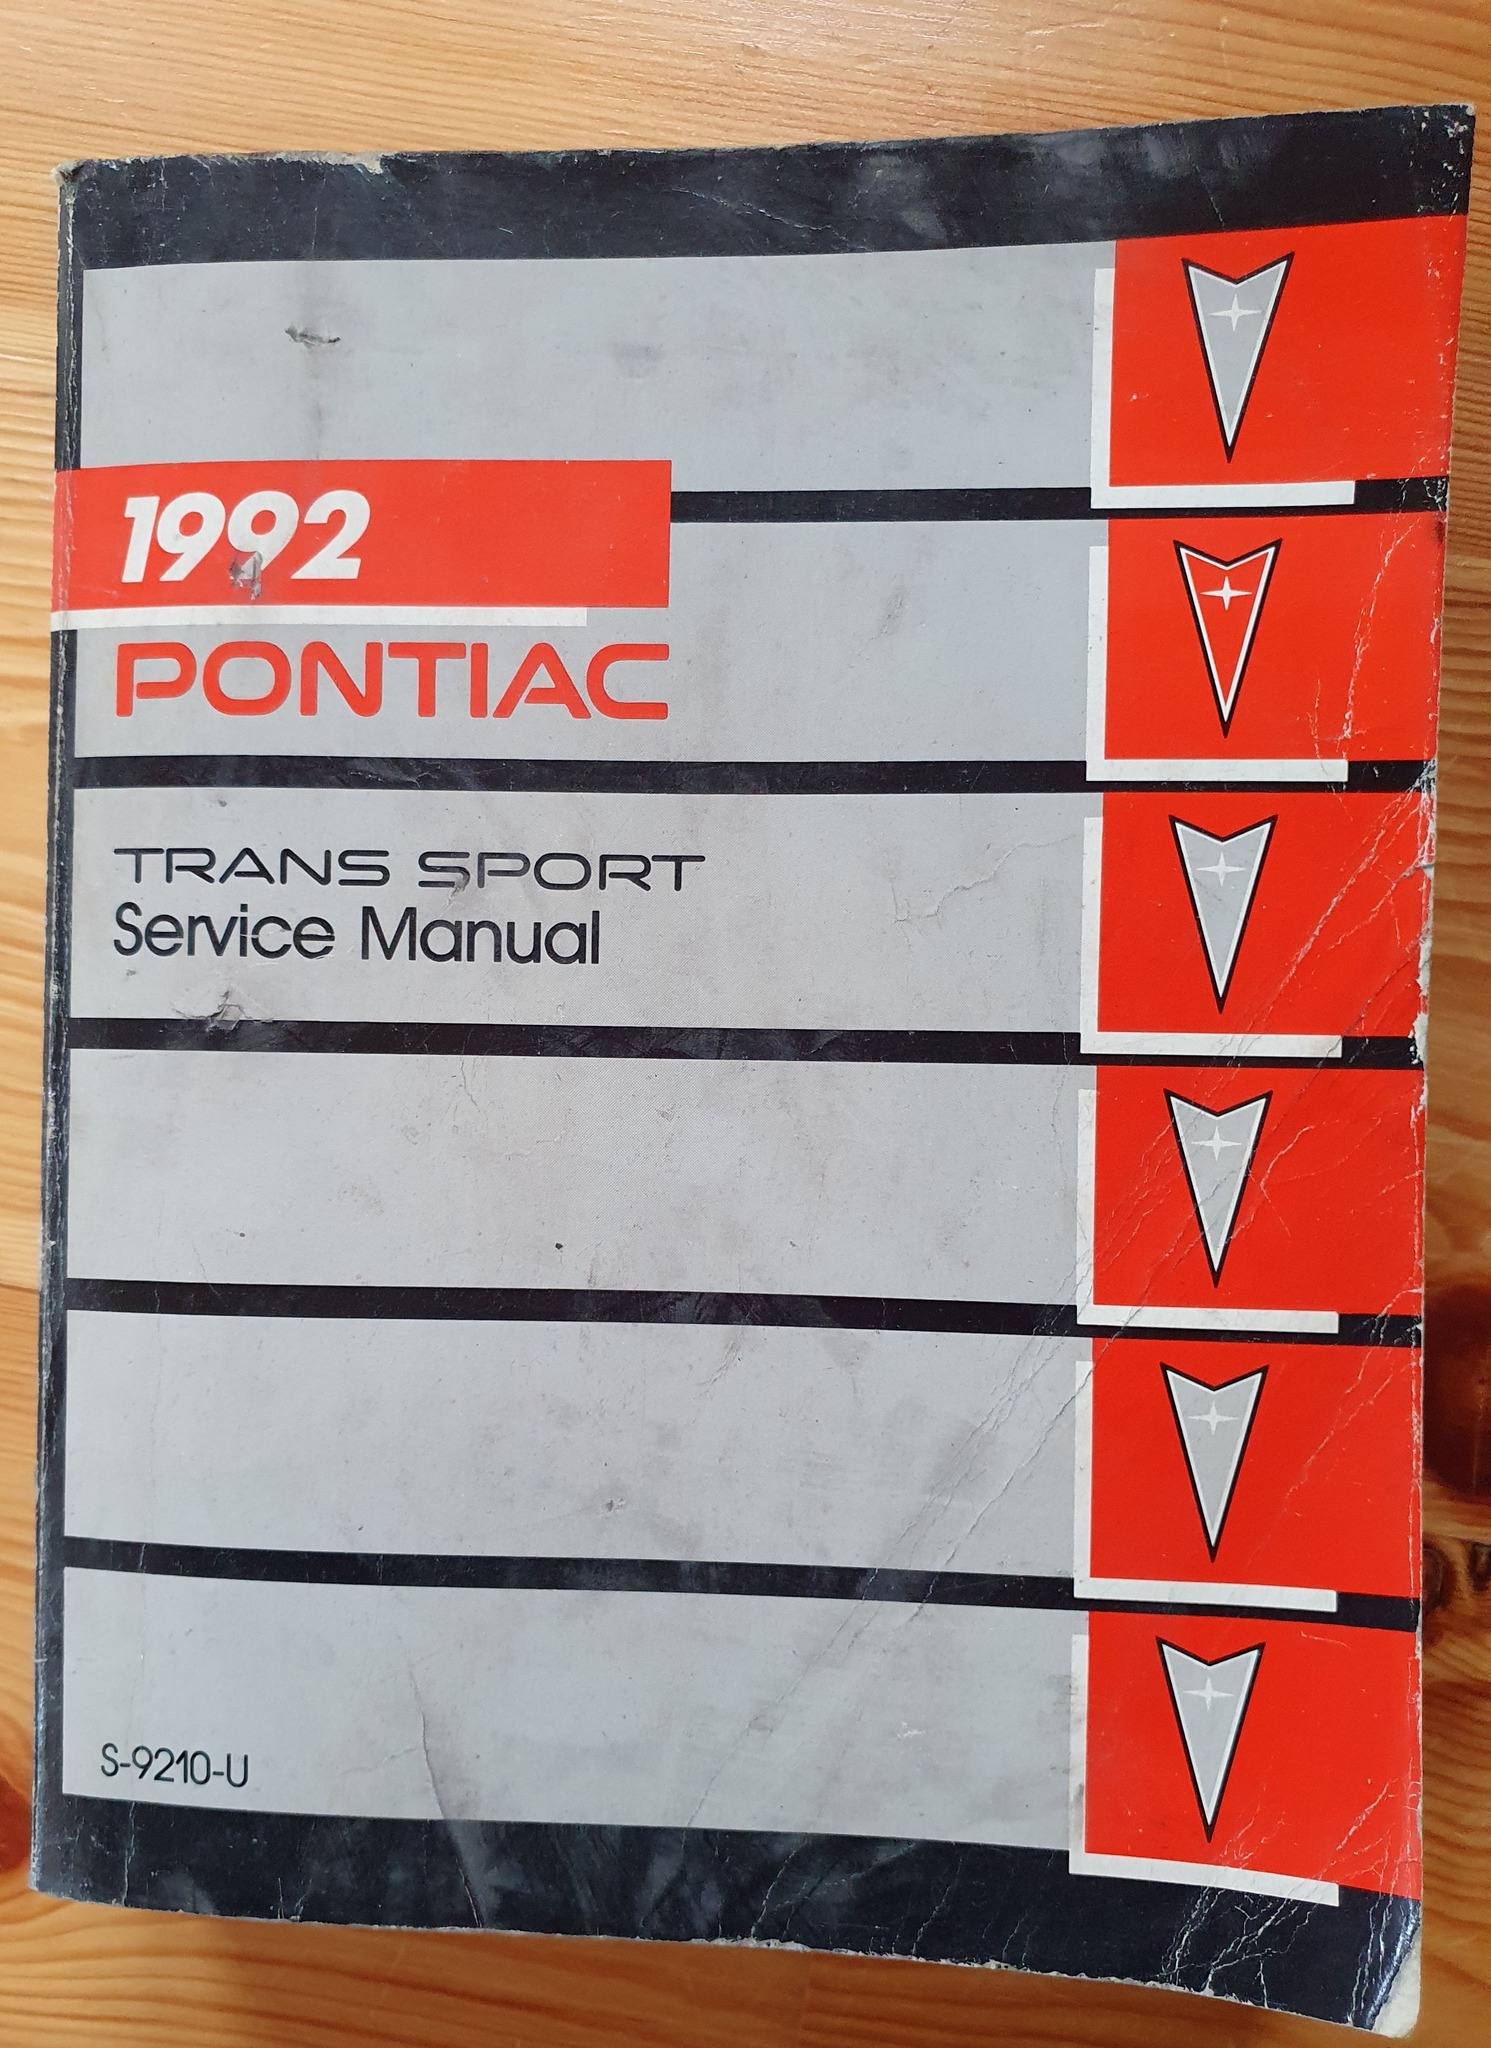 1992
PONTIAC
TRANS SPORT
Service Manual
S-9210-U